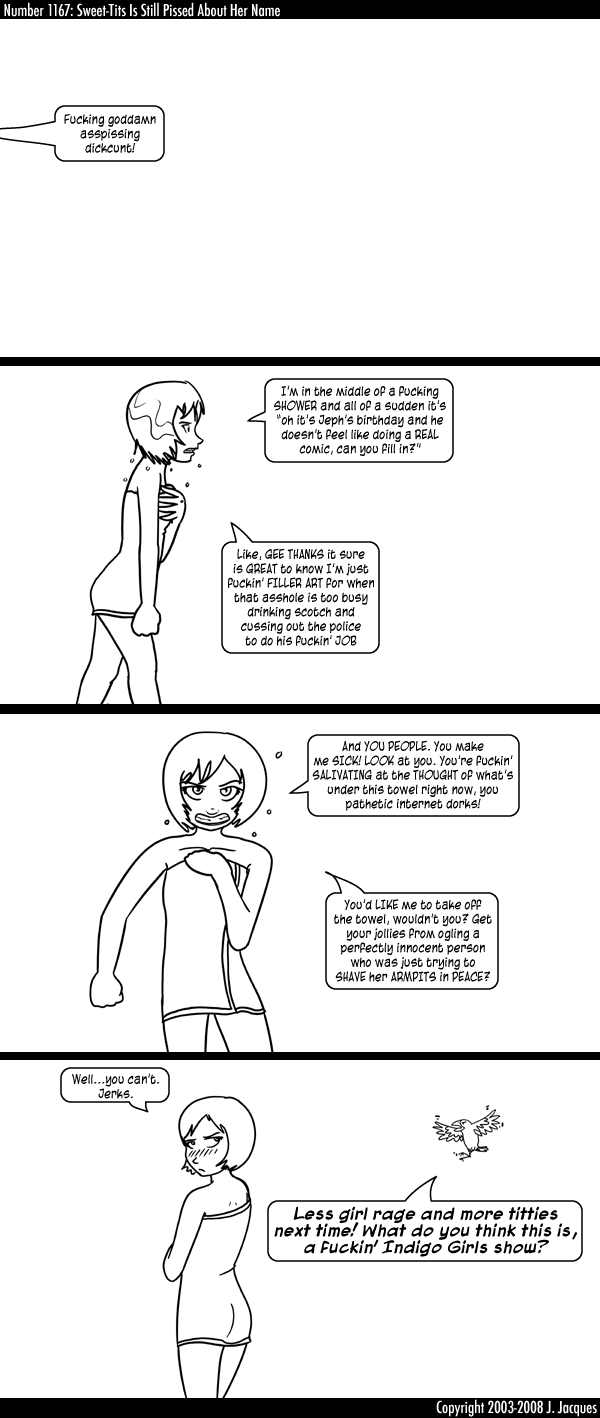 Number 1167: Sweet-Tits Is Still Pissed About Her Name
Fucking goddamn
asspissing
dickcunt!
I'm in the middle of a fucking
SHOWER and all of a sudden it's
"oh it's Jeph's birthday and he
doesn't feel like doing a REAL
comic, can you fill in?"
Like, GEE THANKS it sure
is GREAT to know I'm just
fuckin' FILLER ART for when
that asshole is too busy
drinking scotch and
cussing out the police
to do his fuckin' JOB
And YOU PEOPLE. You make
me SICK! LOOK at you. You're fuckin'
SALIVATING at the THOUGHT of what's
under this towel right now, you
pathetic internet dorks!
You'd LIKE me to take off
the towel, wouldn't you? Get
your jollies from ogling a
perfectly innocent person
who was just trying to
SHAVE her ARMPITS in PEACE?
Well...you can't.
Jerks.
Less girl rage and more titties
next time! What do you think this is,
a fuckin' Indigo Girls show?
Copyright 2003-2008 J. Jacques